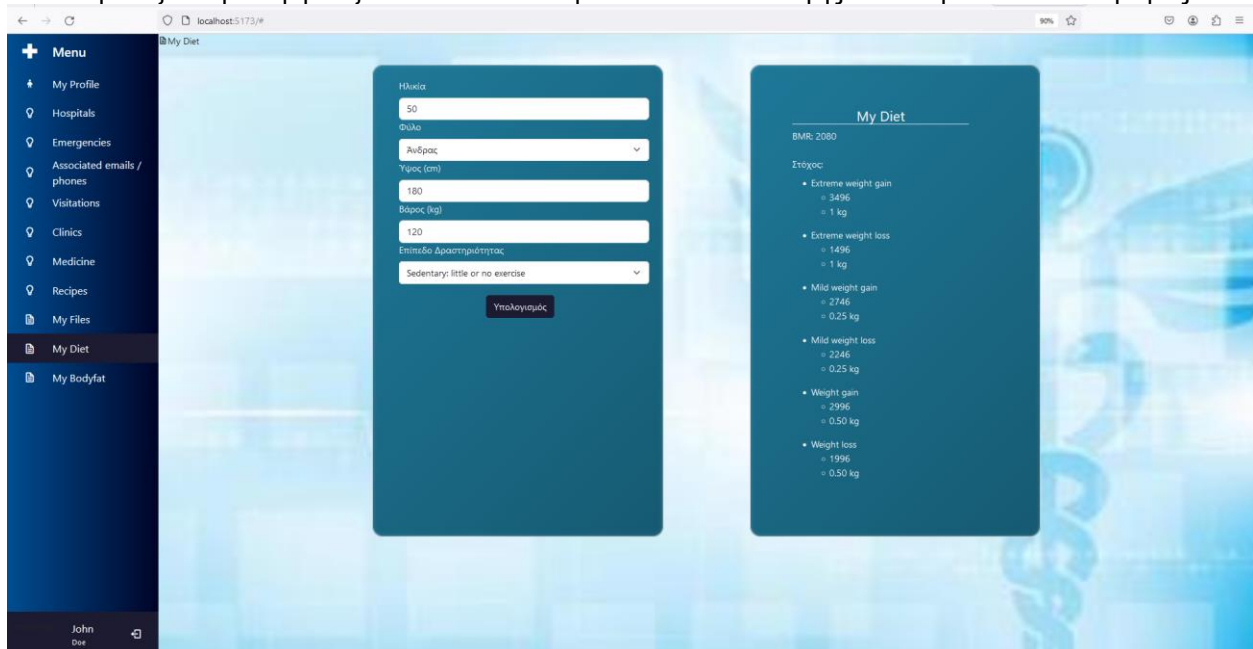 localhost:5173/#
90%
Menu
My Profile
Hospitals
Emergencies
Associated emails /
phones
Visitations
Clinics
Medicine
Recipes
My Files
My Diet
My Bodyfat
John
Doe
My Diet
Ηλικία
50
Φύλο
Άνδρας
Ύψος (cm)
180
Βάρος (kg)
120
Επίπεδο Δραστηριότητας
Sedentary: little or no exercise
Υπολογισμός
My Diet
BMR: 2080
Στόχος:
Extreme weight gain
3496
1 kg
Extreme weight loss
1496
1 kg
Mild weight gain
2746
0.25 kg
Mild weight loss
2246
0.25 kg
Weight gain
2996
0.50 kg
Weight loss
1996
0.50 kg